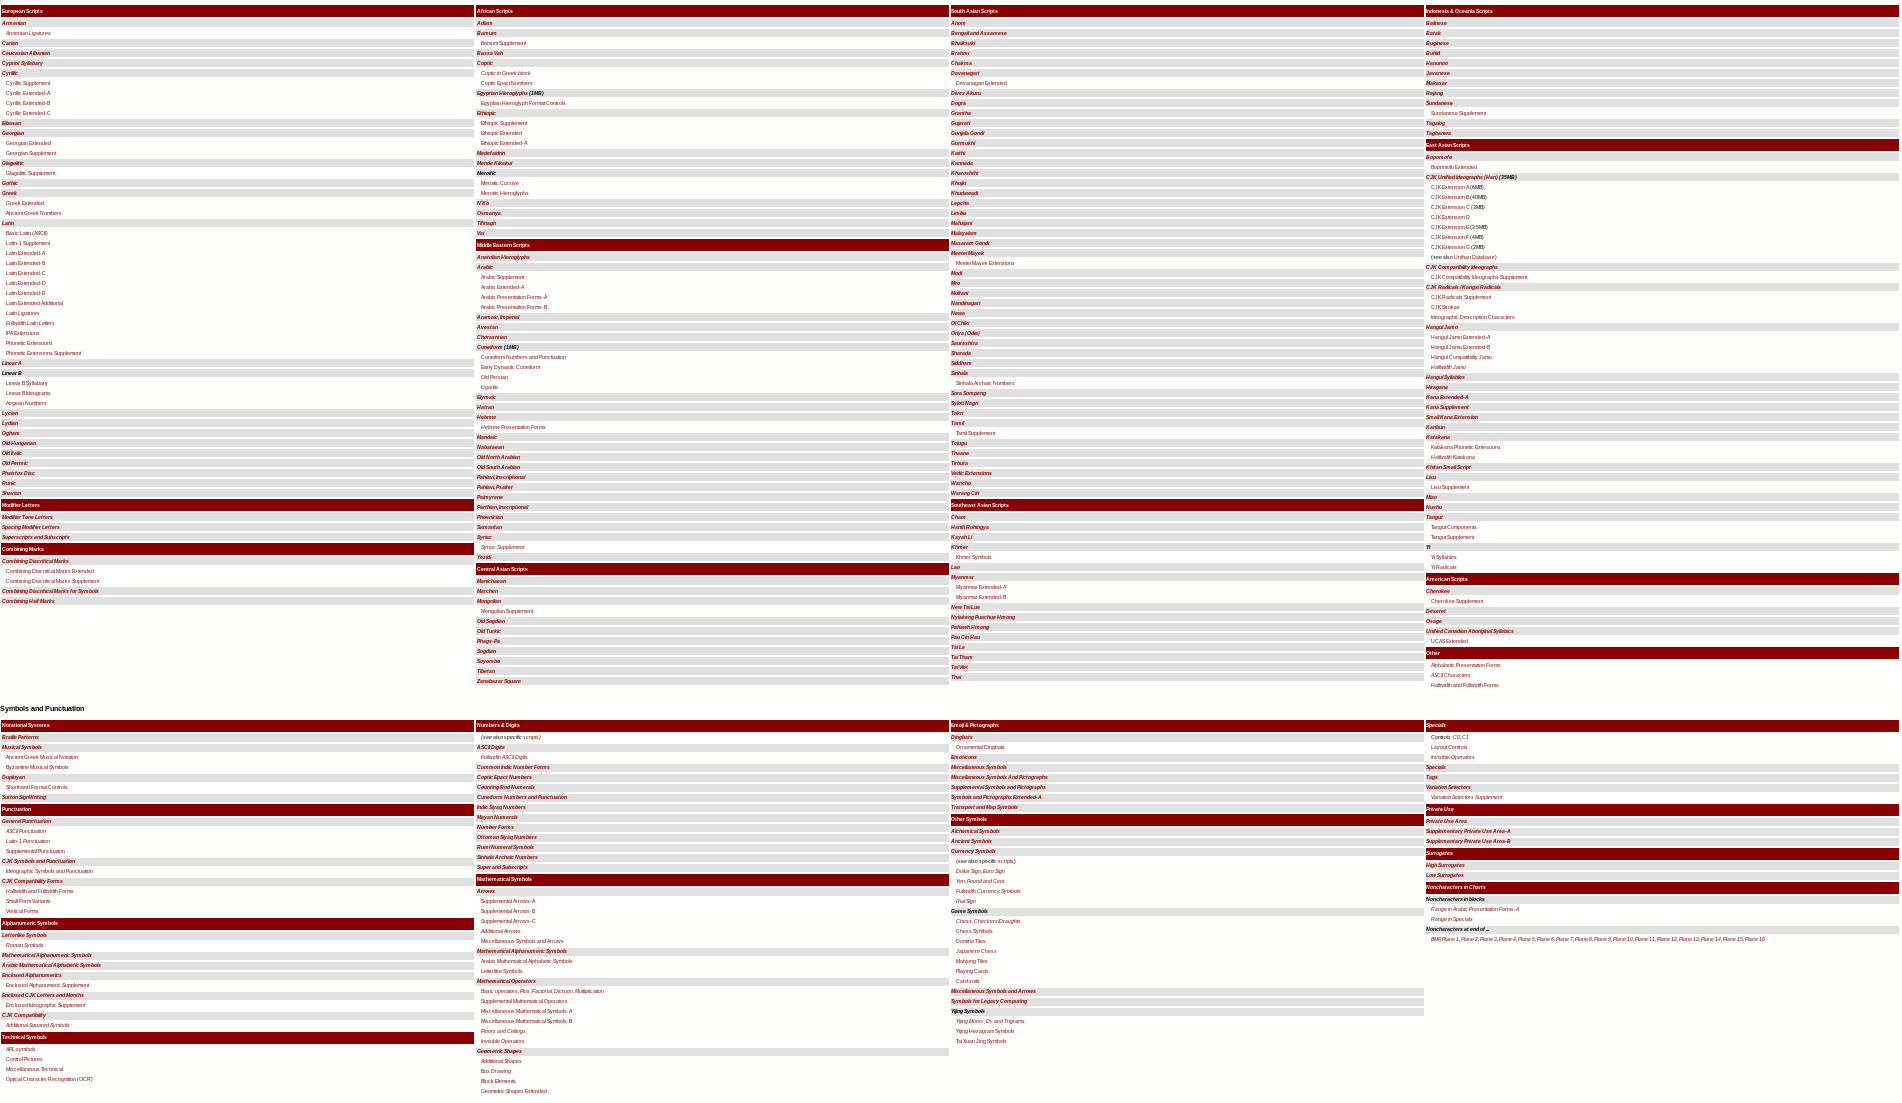 European Scripts
Armenian
Armenian Ligatures
Carian
Caucasian Albanian
Cypriot Syllabary
Cyrillic
Cyrillic Supplement
Cyrillic Extended-A
Cyrillic Extended-B
Cyrillic Extended-C
Elbasan
Georgian
Georgian Extended
Georgian Supplement
Glagolitic
Glagolitic Supplement
Gothic
Greek
Greek Extended
Ancient Greek Numbers
Latin
Basic Latin (ASCII)
Latin-1 Supplement
Latin Extended-A
Latin Extended-B
Latin Extended-C
Latin Extended-D
Latin Extended-E
Latin Extended Additional
Latin Ligatures
Fullwidth Latin Letters
IPA Extensions
Phonetic Extensions
Phonetic Extensions Supplement
Linear A
Linear B
Linear B Syllabary
Linear B Ideograms
Aegean Numbers
Lycian
Lydian
Ogham
Old Hungarian
Old Italic
Old Permic
Phaistos Disc
Runic
Shavian
Modifier Letters
Modifier Tone Letters
Spacing Modifier Letters
Superscripts and Subscripts
Combining Marks
Combining Diacritical Marks
Combining Diacritical Marks Extended
Combining Diacritical Marks Supplement
Combining Diacritical Marks for Symbols
Combining Half Marks
African Scripts
Adlam
Bamum
Bamum Supplement
Bassa Vah
Coptic
Coptic in Greek block
Coptic Epact Numbers
Egyptian Hieroglyphs (1MB)
Egyptian Hieroglyph Format Controls
Ethiopic
Ethiopic Supplement
Ethiopic Extended
Ethiopic Extended-A
Medefaidrin
Mende Kikakui
Meroitic
Meroitic Cursive
Meroitic Hieroglyphs
N'Ko
Osmanya
Tifinagh
Vai
Middle Eastern Scripts
Anatolian Hieroglyphs
Arabic
Arabic Supplement
Arabic Extended-A
Arabic Presentation Forms-A
Arabic Presentation Forms-B
Aramaic, Imperial
Avestan
Chorasmian
Cuneiform (1MB)
Cuneiform Numbers and Punctuation
Early Dynastic Cuneiform
Old Persian
Ugaritic
Elymaic
Hatran
Hebrew
Hebrew Presentation Forms
Mandaic
Nabataean
Old North Arabian
Old South Arabian
Pahlavi, Inscriptional
Pahlavi, Psalter
Palmyrene
Parthian, Inscriptional
Phoenician
Samaritan
Syriac
Syriac Supplement
Yezidi
Central Asian Scripts
Manichaean
Marchen
Mongolian
Mongolian Supplement
Old Sogdian
Old Turkic
Phags-Pa
Sogdian
Soyombo
Tibetan
Zanabazar Square
South Asian Scripts
Ahom
Bengali and Assamese
Bhaiksuki
Brahmi
Chakma
Devanagari
Devanagari Extended
Dives Akuru
Dogra
Grantha
Gujarati
Gunjala Gondi
Gurmukhi
Kaithi
Kannada
Kharoshthi
Khojki
Khudawadi
Lepcha
Limbu
Mahajani
Malayalam
Masaram Gondi
Meetei Mayek
Meetei Mayek Extensions
Modi
Mro
Multani
Nandinagari
Newa
Ol Chiki
Oriya (Odia)
Saurashtra
Sharada
Siddham
Sinhala
Sinhala Archaic Numbers
Sora Sompeng
Syloti Nagri
Takri
Tamil
Tamil Supplement
Telugu
Thaana
Tirhuta
Vedic Extensions
Wancho
Warang Citi
Southeast Asian Scripts
Cham
Hanifi Rohingya
Kayah Li
Khmer
Khmer Symbols
Lao
Myanmar
Myanmar Extended-A
Myanmar Extended-B
New Tai Lue
Nyiakeng Puachue Hmong
Pahawh Hmong
Pau Cin Hau
Tai Le
Tai Tham
Tai Viet
Thai
Indonesia & Oceania Scripts
Balinese
Batak
Buginese
Buhid
Hanunoo
Javanese
Makasar
Rejang
Sundanese
Sundanese Supplement
Tagalog
Tagbanwa
East Asian Scripts
Bopomofo
Bopomofo Extended
CJK Unified Ideographs (Han) (35MB)
CJK Extension A (6MB)
CJK Extension B (40MB)
CJK Extension C (3MB)
CJK Extension D
CJK Extension E (3.5MB)
CJK Extension F (4MB)
CJK Extension G (2MB)
(see also Unihan Database)
CJK Compatibility Ideographs
CJK Compatibility Ideographs Supplement
CJK Radicals / Kangxi Radicals
CJK Radicals Supplement
CJK Strokes
Ideographic Description Characters
Hangul Jamo
Hangul Jamo Extended-A
Hangul Jamo Extended-B
Hangul Compatibility Jamo
Halfwidth Jamo
Hangul Syllables
Hiragana
Kana Extended-A
Kana Supplement
Small Kana Extension
Kanbun
Katakana
Katakana Phonetic Extensions
Halfwidth Katakana
Khitan Small Script
Lisu
Lisu Supplement
Miao
Nushu
Tangut
Tangut Components
Tangut Supplement
Yi
Yi Syllables
Yi Radicals
American Scripts
Cherokee
Cherokee Supplement
Deseret
Osage
Unified Canadian Aboriginal Syllabics
UCAS Extended
Other
Alphabetic Presentation Forms
ASCII Characters
Halfwidth and Fullwidth Forms
Symbols and Punctuation
Notational Systems
Braille Patterns
Musical Symbols
Ancient Greek Musical Notation
Byzantine Musical Symbols
Duployan
Shorthand Format Controls
Sutton SignWriting
Punctuation
General Punctuation
ASCII Punctuation
Latin-1 Punctuation
Supplemental Punctuation
CJK Symbols and Punctuation
Ideographic Symbols and Punctuation
CJK Compatibility Forms
Halfwidth and Fullwidth Forms
Small Form Variants
Vertical Forms
Alphanumeric Symbols
Letterlike Symbols
Roman Symbols
Mathematical Alphanumeric Symbols
Arabic Mathematical Alphabetic Symbols
Enclosed Alphanumerics
Enclosed Alphanumeric Supplement
Enclosed CJK Letters and Months
Enclosed Ideographic Supplement
CJK Compatibility
Additional Squared Symbols
Technical Symbols
APL symbols
Control Pictures
Miscellaneous Technical
Optical Character Recognition (OCR)
Numbers & Digits
(see also specific scripts)
ASCII Digits
Fullwidth ASCII Digits
Common Indic Number Forms
Coptic Epact Numbers
Counting Rod Numerals
Cuneiform Numbers and Punctuation
Indic Siyaq Numbers
Mayan Numerals
Number Forms
Ottoman Siyaq Numbers
Rumi Numeral Symbols
Sinhala Archaic Numbers
Super and Subscripts
Mathematical Symbols
Arrows
Supplemental Arrows-A
Supplemental Arrows-B
Supplemental Arrows-C
Additional Arrows
Miscellaneous Symbols and Arrows
Mathematical Alphanumeric Symbols
Arabic Mathematical Alphabetic Symbols
Letterlike Symbols
Mathematical Operators
Basic operators: Plus, Factorial, Division, Multiplication
Supplemental Mathematical Operators
Miscellaneous Mathematical Symbols-A
Miscellaneous Mathematical Symbols-B
Floors and Ceilings
Invisible Operators
Geometric Shapes
Additional Shapes
Box Drawing
Block Elements
Geometric Shapes Extended
Emoji & Pictographs
Dingbats
Ornamental Dingbats
Emoticons
Miscellaneous Symbols
Miscellaneous Symbols And Pictographs
Supplemental Symbols and Pictographs
Symbols and Pictographs Extended-A
Transport and Map Symbols
Other Symbols
Alchemical Symbols
Ancient Symbols
Currency Symbols
(see also specific scripts)
Dollar Sign, Euro Sign
Yen, Pound and Cent
Fullwidth Currency Symbols
Rial Sign
Game Symbols
Chess, Checkers/Draughts
Chess Symbols
Domino Tiles
Japanese Chess
Mahjong Tiles
Playing Cards
Card suits
Miscellaneous Symbols and Arrows
Symbols for Legacy Computing
Yijing Symbols
Yijing Mono-, Di- and Trigrams
Yijing Hexagram Symbols
Tai Xuan Jing Symbols
Specials
Controls: C0, C1
Layout Controls
Invisible Operators
Specials
Tags
Variation Selectors
Variation Selectors Supplement
Private Use
Private Use Area
Supplementary Private Use Area-A
Supplementary Private Use Area-B
Surrogates
High Surrogates
Low Surrogates
Noncharacters in Charts
Noncharacters in blocks
Range in Arabic Presentation Forms-A
Range in Specials
Noncharacters at end of ...
BMP, Plane 1, Plane 2, Plane 3, Plane 4, Plane 5, Plane 6, Plane 7, Plane 8, Plane 9, Plane 10, Plane 11, Plane 12, Plane 13, Plane 14, Plane 15, Plane 16